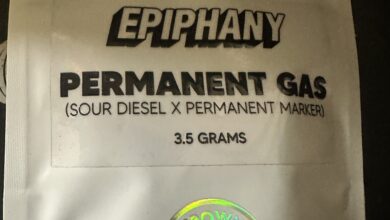 EPIPHANY
PERMANENT GAS
(SOUR DIESEL X PERMANENT MARKER)
3.5 GRAMS